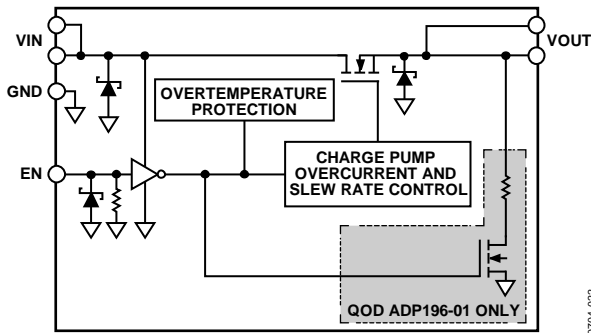 VIN
VOUT
GND
OVERTEMPERATURE
PROTECTION
EN
CHARGE PUMP
OVERCURRENT AND
SLEW RATE CONTROL
QOD ADP196-01 ONLY